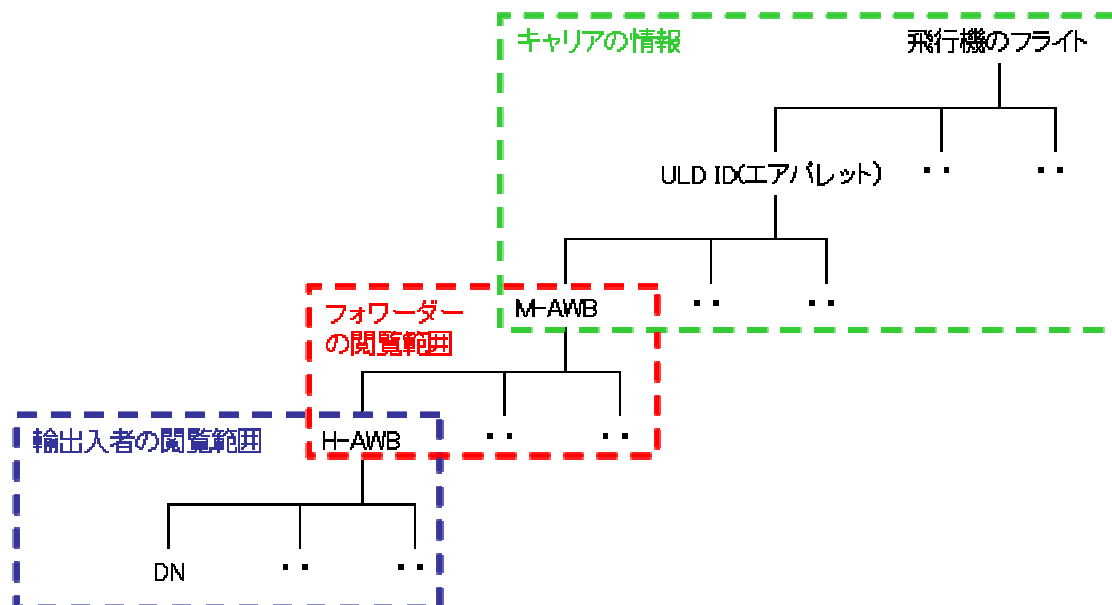 キャリアの情報
飛行機のフライト
ULD ID(エアパレット)
‥
‥
フォワーダー
の閲覧範囲
M-AWB
‥
‥
輸出入者の閲覧範囲
H-AWB
‥
‥
DN
‥
‥